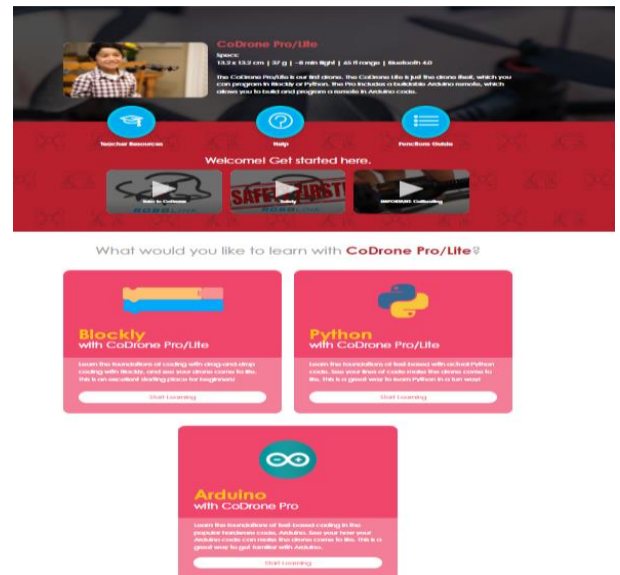 CoDrone Pro/Lite
Specs:
13.2 x 13.2 cm | 37 g | ~8 min flight | 65 ft range | Bluetooth 4.0
The CoDrone Pro/Lite is our first drone. The CoDrone Lite is just the drone itself, which you
can program in Blockly or Python. The Pro includes a buildable Arduino remote, which
allows you to build and program a remote in Arduino code.
Teacher Resources
Help
Functions Guide
Welcome! Get started here.
SAFETY FIRST!
Safety
ROBOLINK
ROBOLINK
What would you like to learn with CoDrone Pro/Lite?
Blockly
with CoDrone Pro/Lite
Learn the foundations of coding with drag-and-drop
coding with Blockly, and see your drone come to life.
This is an excellent starting place for beginners!
Start Learning
Python
with CoDrone Pro/Lite
Learn the foundations of text-based with actual Python
code. See your lines of code make the drone come to
life. This is a great way to learn Python in a fun way!
Start Learning
Arduino
with CoDrone Pro
Learn the foundations of text-based coding in the
popular hardware code, Arduino. See your how your
Arduino code can make the drone come to life. This is a
great way to get familiar with Arduino.
Start Learning